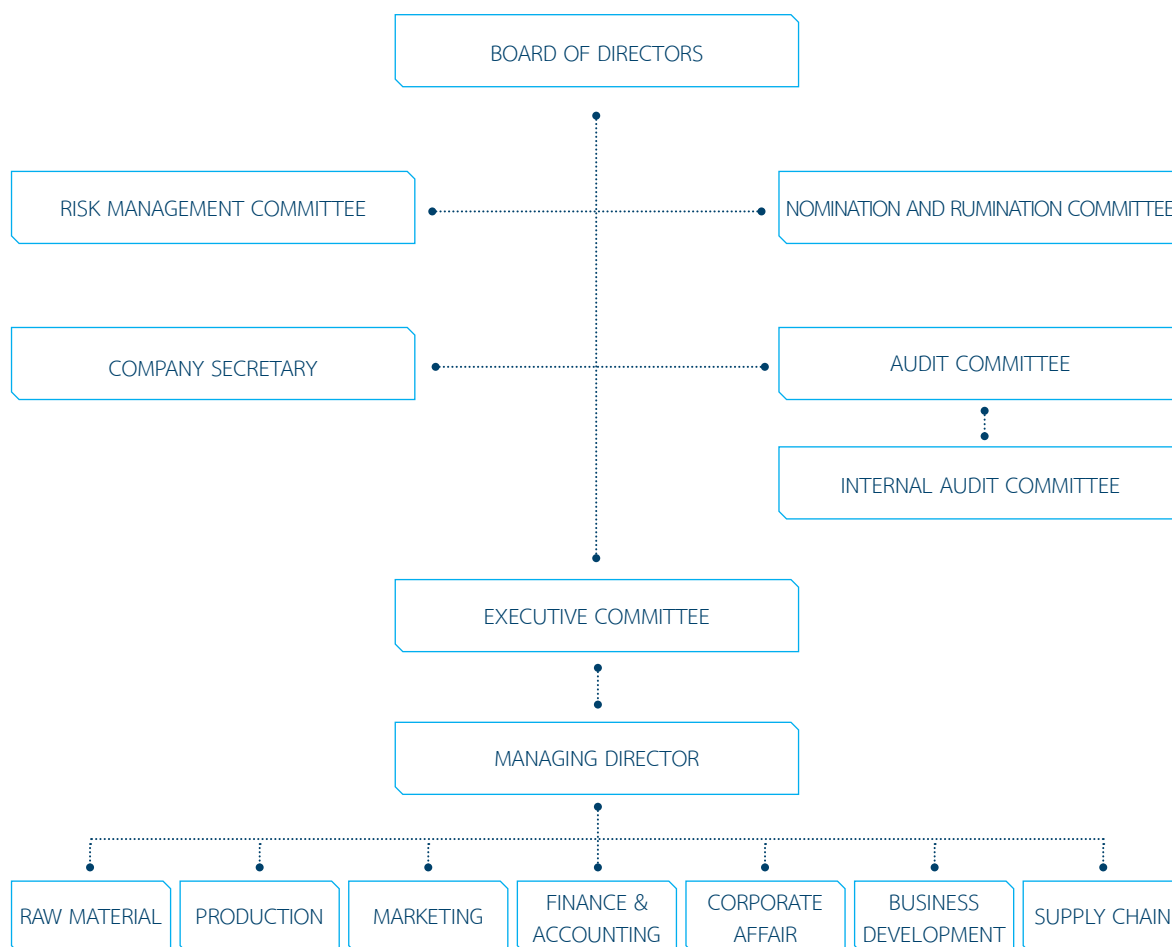 BOARD OF DIRECTORS
RISK MANAGEMENT COMMITTEE
NOMINATION AND RUMINATION COMMITTEE
COMPANY SECRETARY
AUDIT COMMITTEE
INTERNAL AUDIT COMMITTEE
EXECUTIVE COMMITTEE
MANAGING DIRECTOR
RAW MATERIAL
PRODUCTION
MARKETING
FINANCE &
ACCOUNTING
CORPORATE
AFFAIR
BUSINESS
DEVELOPMENT
SUPPLY CHAIN